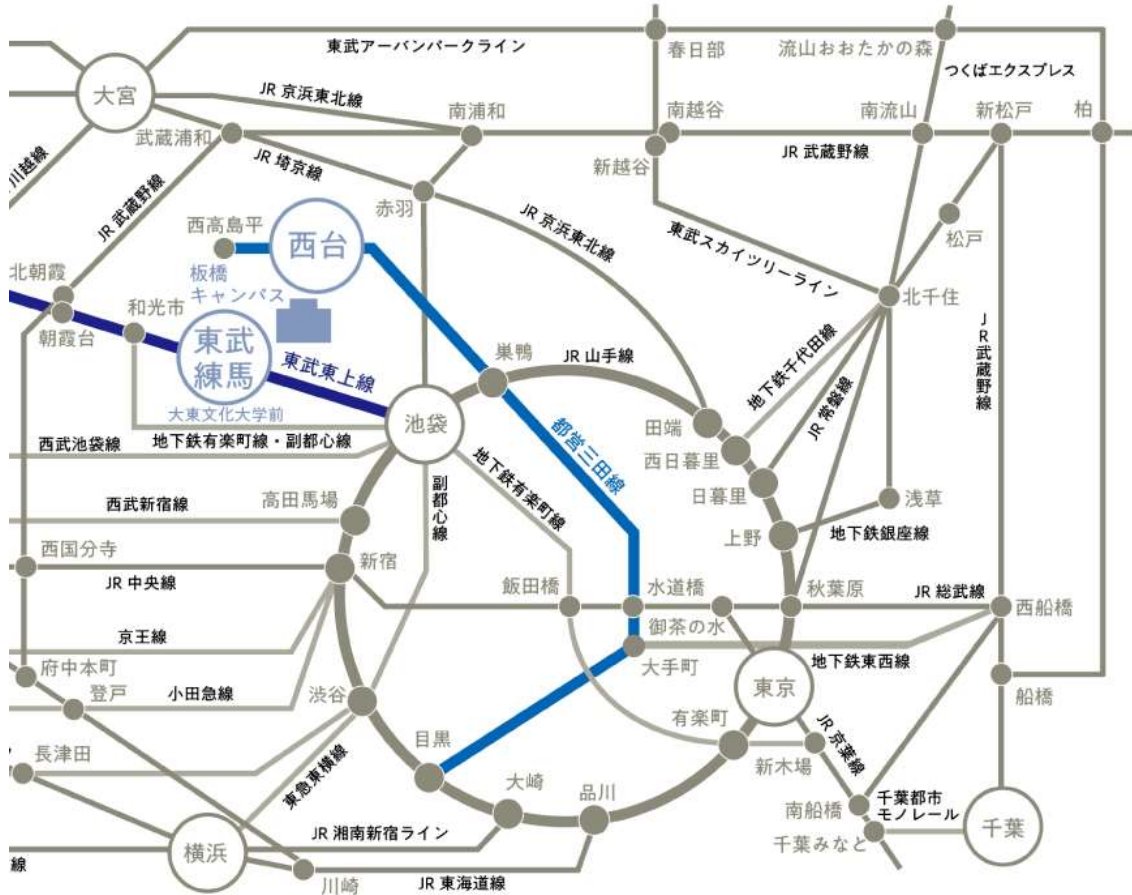 東武アーバンパークライン
春日部
流山おおたかの森
つくばエクスプレス
大宮
JR 京浜東北線
南浦和
南越谷
南流山
新松戸
柏
武蔵浦和
JR 埼京線
新越谷
JR 武蔵野線
川越線
JR 武蔵野線
赤羽
JR 京浜東北線
東武スカイツリーライン
松戸
西高島平
西台
板橋
キャンパス
北朝霞
朝霞台
和光市
北千住
東武
練馬
大東文化大学前
東武東上線
巣鴨
JR 山手線
地下鉄千代田線
JR 常磐線
JR 武蔵野線
池袋
田端
西日暮里
日暮里
浅草
西武池袋線
地下鉄有楽町線・副都心線
都営三田線
地下鉄有楽町線
副都心線
西武新宿線
高田馬場
上野
地下鉄銀座線
西国分寺
JR 中央線
新宿
飯田橋
水道橋
御茶の水
秋葉原
JR 総武線
西船橋
京王線
大手町
地下鉄東西線
府中本町
登戸
小田急線
渋谷
東京
船橋
有楽町
JR 京葉線
長津田
目黒
新木場
東急東横線
大崎
品川
南船橋
千葉都市
モノレール
千葉
千葉みなと
JR 湘南新宿ライン
横浜
線
川崎
JR 東海道線